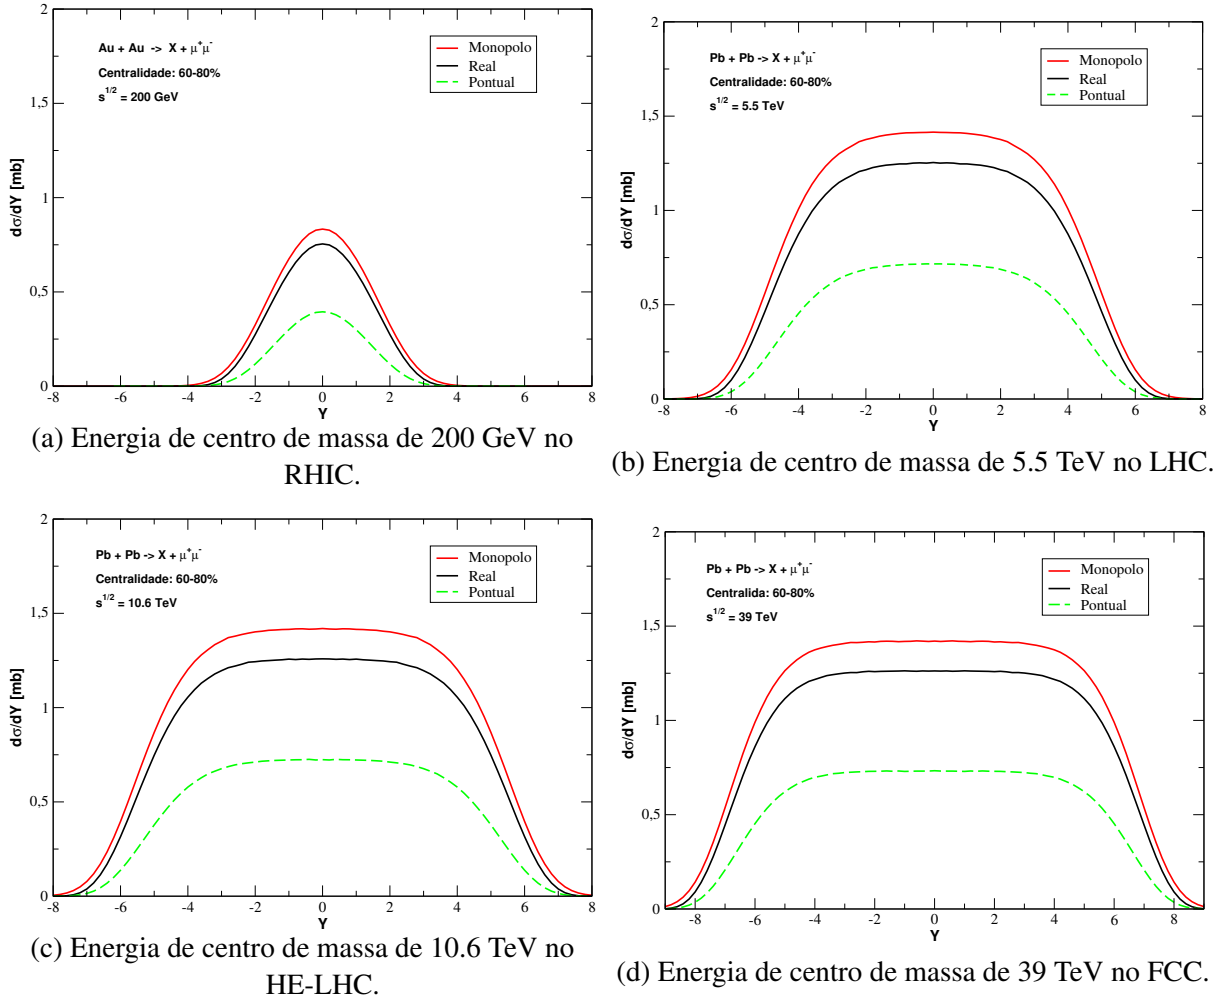 2
1,5
1
0,5
0
dσ/dY [mb]
Au + Au -> X + μ⁺μ⁻
Centralidade: 60-80%
s^1/2 = 200 GeV
Monopolo
Real
Pontual
-8 -6 -4 -2 0 2 4 6 8
Y
(a) Energia de centro de massa de 200 GeV no
RHIC.
2
1,5
1
0,5
0
dσ/dY [mb]
Pb + Pb -> X + μ⁺μ⁻
Centralidade: 60-80%
s^1/2 = 5.5 TeV
Monopolo
Real
Pontual
-8 -6 -4 -2 0 2 4 6 8
Y
(b) Energia de centro de massa de 5.5 TeV no LHC.
2
1,5
1
0,5
0
dσ/dY [mb]
Pb + Pb -> X + μ⁺μ⁻
Centralidade: 60-80%
s^1/2 = 10.6 TeV
Monopolo
Real
Pontual
-8 -6 -4 -2 0 2 4 6 8
Y
(c) Energia de centro de massa de 10.6 TeV no
HE-LHC.
2
1,5
1
0,5
0
dσ/dY [mb]
Pb + Pb -> X + μ⁺μ⁻
Centralida: 60-80%
s^1/2 = 39 TeV
Monopolo
Real
Pontual
-8 -6 -4 -2 0 2 4 6 8
Y
(d) Energia de centro de massa de 39 TeV no FCC.